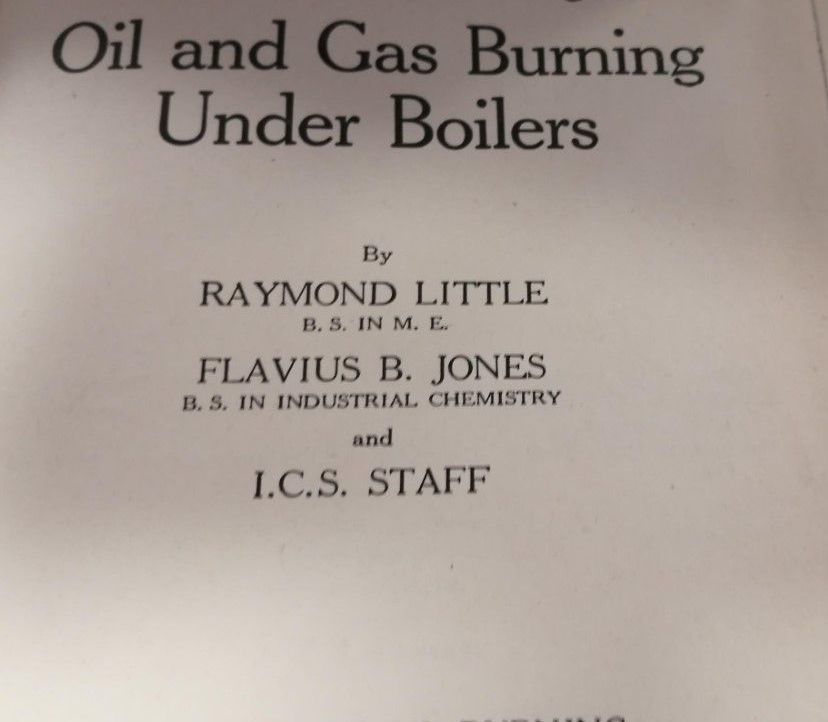 Oil and Gas Burning
Under Boilers
By
RAYMOND LITTLE
B. S. IN M. E.
FLAVIUS B. JONES
B. S. IN INDUSTRIAL CHEMISTRY
and
I.C.S. STAFF